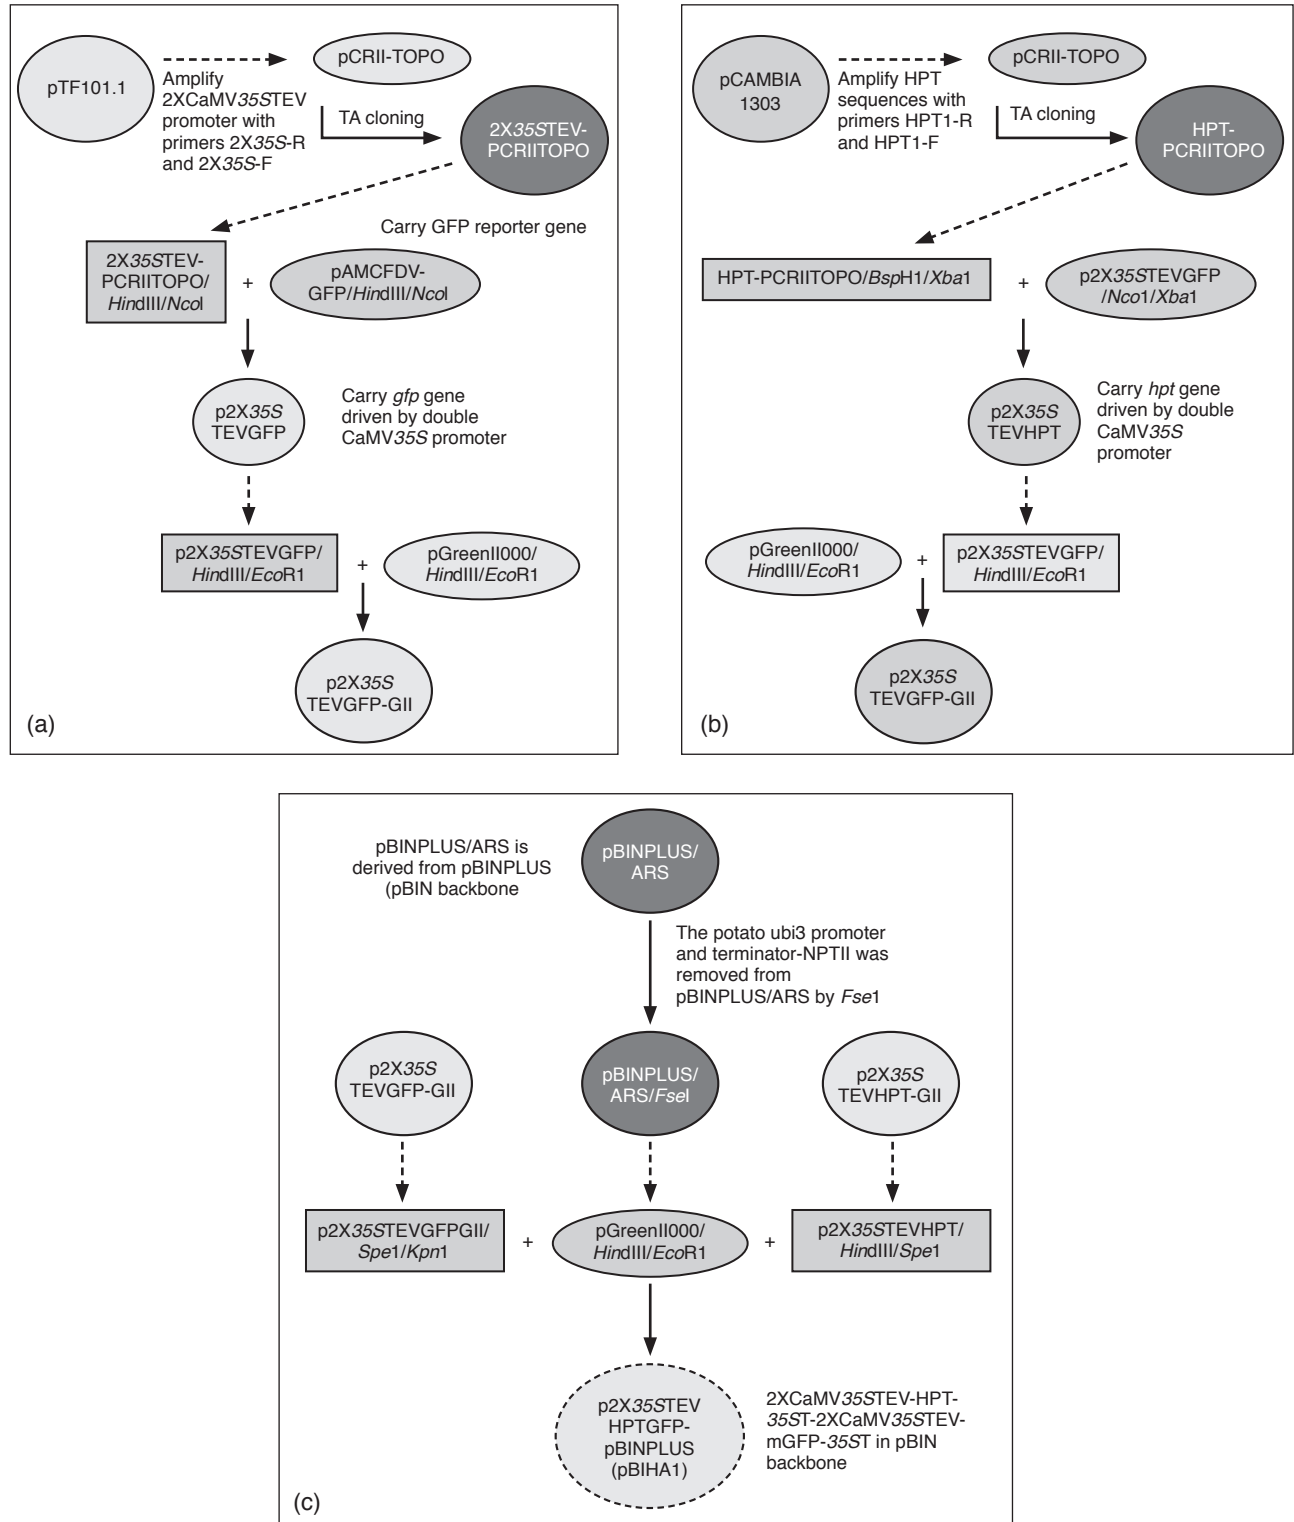 pTF101.1
Amplify
2XCaMV35STEV
promoter with
primers 2X35S-R
and 2X35S-F
pCRII-TOPO
TA cloning
2X35STEV-
PCRIITOPO
Carry GFP reporter gene
2X35STEV-
PCRIITOPO/
HindIII/NcoI
+
pAMCFDV-
GFP/HindIII/NcoI
p2X35S
TEVGFP
Carry gfp gene
driven by double
CaMV35S promoter
p2X35STEVGFP/
HindIII/EcoR1
+
pGreenII000/
HindIII/EcoR1
p2X35S
TEVGFP-GII
(a)
pCAMBIA
1303
Amplify HPT
sequences with
primers HPT1-R
and HPT1-F
pCRII-TOPO
TA cloning
HPT-
PCRIITOPO
HPT-PCRIITOPO/BspH1/Xba1
+
p2X35STEVGFP
/Nco1/Xba1
p2X35S
TEVHPT
Carry hpt gene
driven by double
CaMV35S
promoter
pGreenII000/
HindIII/EcoR1
+
p2X35STEVGFP/
HindIII/EcoR1
p2X35S
TEVGFP-GII
(b)
pBINPLUS/ARS is
derived from pBINPLUS
(pBIN backbone
pBINPLUS/
ARS
The potato ubi3 promoter
and terminator-NPTII was
removed from
pBINPLUS/ARS by Fse1
p2X35S
TEVGFP-GII
pBINPLUS/
ARS/FseI
p2X35S
TEVHPT-GII
p2X35STEVGFPGII/
Spe1/Kpn1
+
pGreenII000/
HindIII/EcoR1
+
p2X35STEVHPT/
HindIII/Spe1
p2X35STEV
HPTGFP-
pBINPLUS
(pBIHA1)
2XCaMV35STEV-HPT-
35ST-2XCaMV35STEV-
mGFP-35ST in pBIN
backbone
(c)